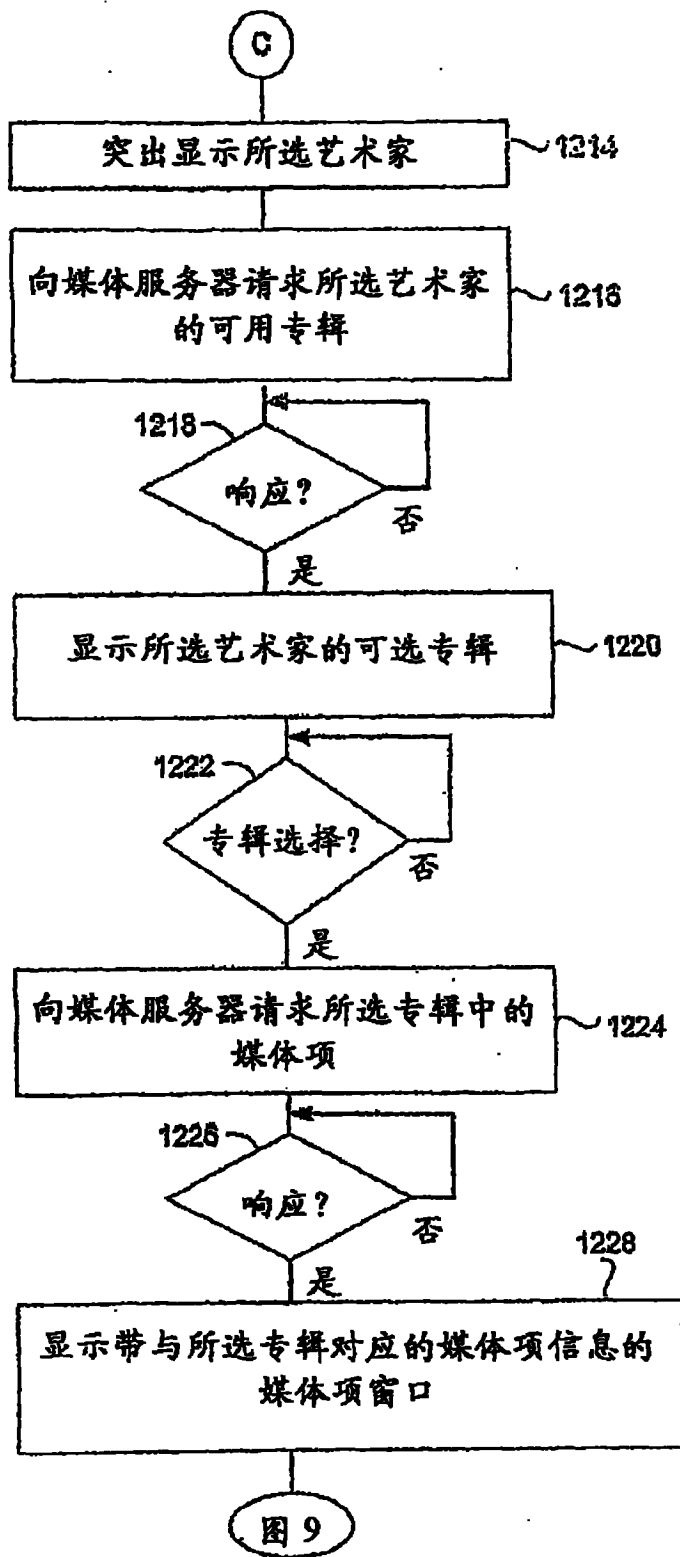 C
突出显示所选艺术家
1214
向媒体服务器请求所选艺术家
的可用专辑
1216
1218
响应?
否
是
显示所选艺术家的可选专辑
1220
1222
专辑选择?
否
是
向媒体服务器请求所选专辑中的
媒体项
1224
1226
响应?
否
是
1228
显示带与所选专辑对应的媒体项信息的
媒体项窗口
图 9